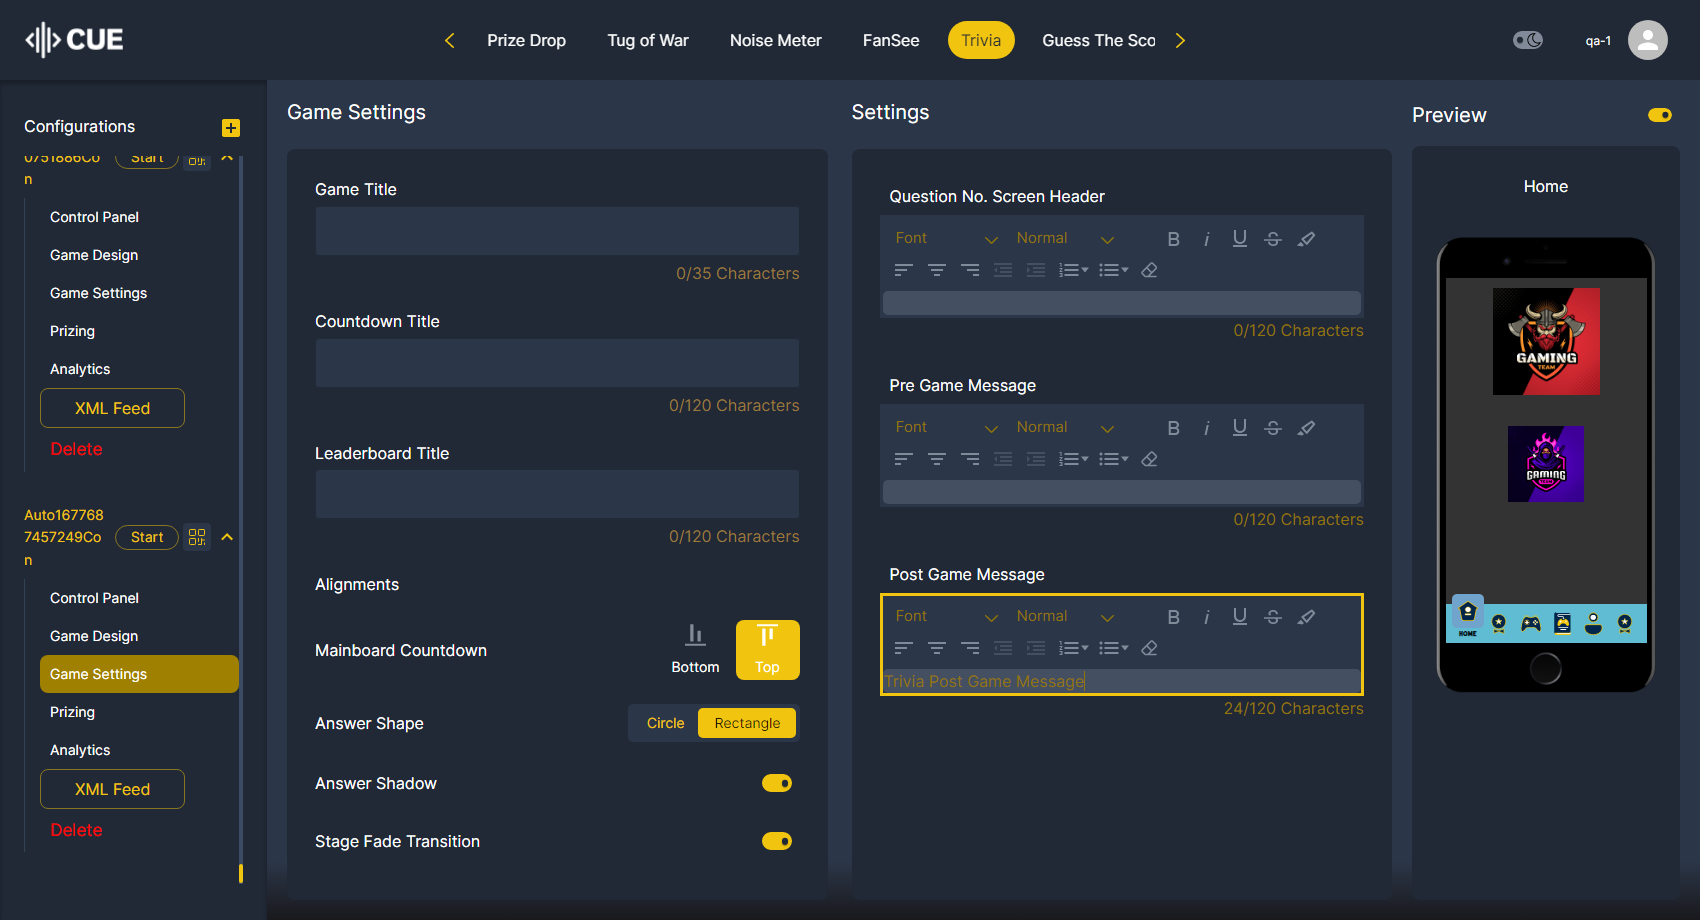 CUE
Prize Drop
Tug of War
Noise Meter
FanSee
Trivia
Guess The Sco
qa-1
Configurations
0751886Co
n
Start
Control Panel
Game Design
Game Settings
Prizing
Analytics
XML Feed
Delete
Auto167768
7457249Co
n
Start
Control Panel
Game Design
Game Settings
Prizing
Analytics
XML Feed
Delete
Game Settings
Game Title
0/35 Characters
Countdown Title
0/120 Characters
Leaderboard Title
0/120 Characters
Alignments
Mainboard Countdown
Bottom
Top
Answer Shape
Circle
Rectangle
Answer Shadow
Stage Fade Transition
Settings
Question No. Screen Header
Font
Normal
B
i
U
S
0/120 Characters
Pre Game Message
Font
Normal
B
i
U
S
0/120 Characters
Post Game Message
Font
Normal
B
i
U
S
Trivia Post Game Message
24/120 Characters
Preview
Home
GAMING
TEAM
GAMING
TEAM
HOME